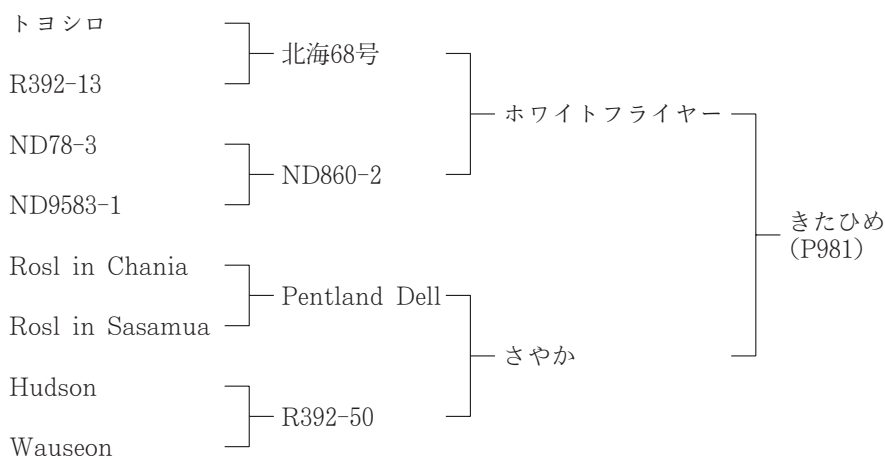 トヨシロ
北海68号
R392-13
ホワイトフライヤー
ND78-3
ND860-2
ND9583-1
きたひめ
(P981)
Rosl in Chania
Pentland Dell
Rosl in Sasamua
さやか
Hudson
R392-50
Wauseon